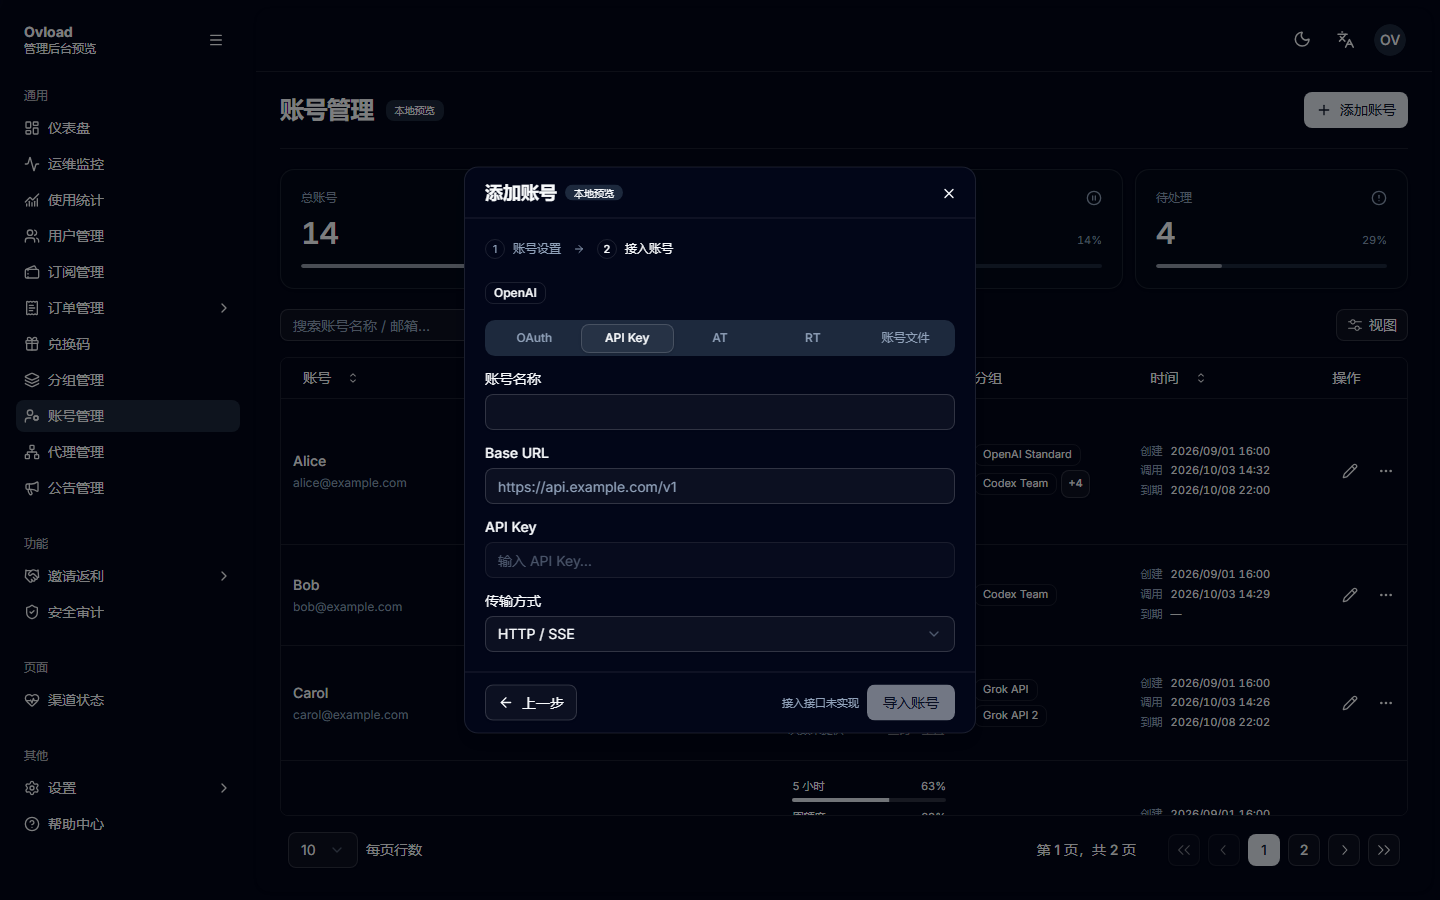 Ovload
管理后台预览
通用
仪表盘
运维监控
使用统计
用户管理
订阅管理
订单管理
兑换码
分组管理
账号管理
代理管理
公告管理
功能
邀请返利
安全审计
页面
渠道状态
其他
设置
帮助中心
OV
账号管理 本地预览
添加账号
总账号
14
14%
待处理
4
29%
搜索账号名称 / 邮箱...
视图
账号 分组 时间 操作
Alice
alice@example.com
OpenAI Standard
Codex Team +4
创建 2026/09/01 16:00
调用 2026/10/03 14:32
到期 2026/10/08 22:00
Bob
bob@example.com
Codex Team
创建 2026/09/01 16:00
调用 2026/10/03 14:29
到期 —
Carol
carol@example.com
Grok API
Grok API 2
创建 2026/09/01 16:00
调用 2026/10/03 14:26
到期 2026/10/08 22:02
5 小时 63%
创建 2026/09/01 16:00
10 每页行数
第 1 页，共 2 页
1 2
添加账号 本地预览
1 账号设置 → 2 接入账号
OpenAI
OAuth API Key AT RT 账号文件
账号名称
Base URL
https://api.example.com/v1
API Key
输入 API Key...
传输方式
HTTP / SSE
上一步
接入接口未实现
导入账号